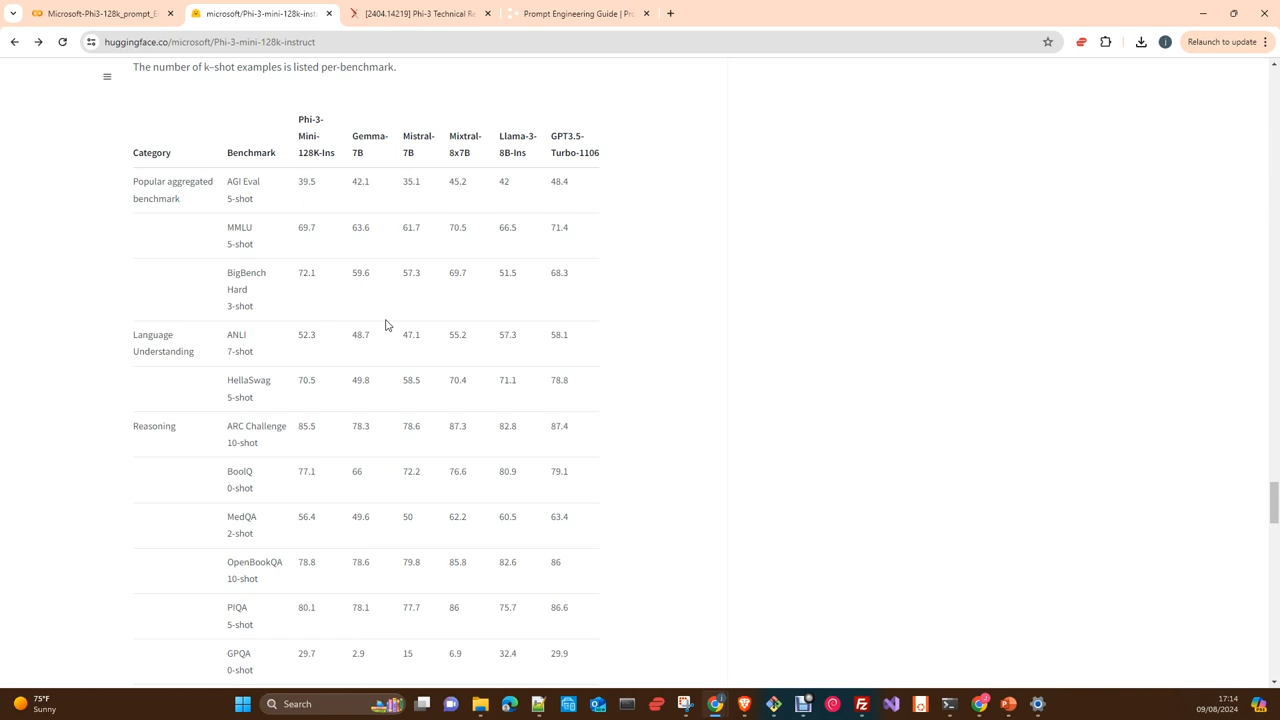 Microsoft-Phi3-128k_prompt_E
microsoft/Phi-3-mini-128k-inst
[2404.14219] Phi-3 Technical Re
Prompt Engineering Guide | Pro
huggingface.co/microsoft/Phi-3-mini-128k-instruct
Relaunch to update
The number of k–shot examples is listed per-benchmark.
Category Benchmark Phi-3-Mini-128K-Ins Gemma-7B Mistral-7B Mixtral-8x7B Llama-3-8B-Ins GPT3.5-Turbo-1106
Popular aggregated benchmark AGI Eval 5-shot 39.5 42.1 35.1 45.2 42 48.4
MMLU 5-shot 69.7 63.6 61.7 70.5 66.5 71.4
BigBench Hard 3-shot 72.1 59.6 57.3 69.7 51.5 68.3
Language Understanding ANLI 7-shot 52.3 48.7 47.1 55.2 57.3 58.1
HellaSwag 5-shot 70.5 49.8 58.5 70.4 71.1 78.8
Reasoning ARC Challenge 10-shot 85.5 78.3 78.6 87.3 82.8 87.4
BoolQ 0-shot 77.1 66 72.2 76.6 80.9 79.1
MedQA 2-shot 56.4 49.6 50 62.2 60.5 63.4
OpenBookQA 10-shot 78.8 78.6 79.8 85.8 82.6 86
PIQA 5-shot 80.1 78.1 77.7 86 75.7 86.6
GPQA 0-shot 29.7 2.9 15 6.9 32.4 29.9
75°F
Sunny
Search
17:14
09/08/2024